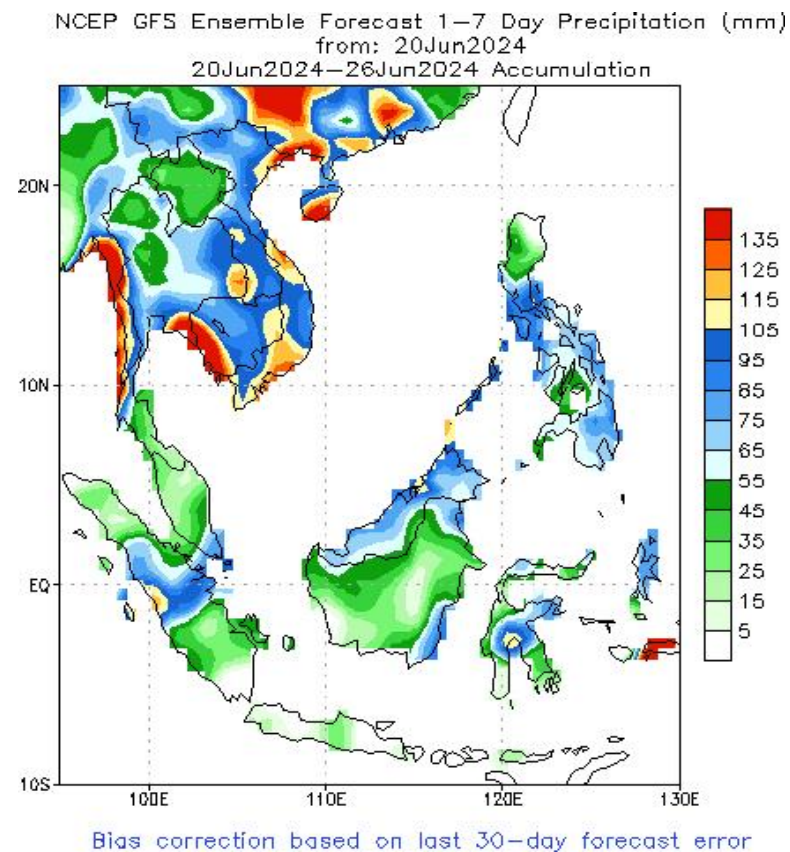 NCEP GFS Ensemble Forecast 1-7 Day Precipitation (mm)
from: 20Jun2024
20Jun2024-26Jun2024 Accumulation
20N
10N
EQ
10S
100E
110E
120E
130E
135
125
115
105
95
85
75
65
55
45
35
25
15
5
Bias correction based on last 30-day forecast error